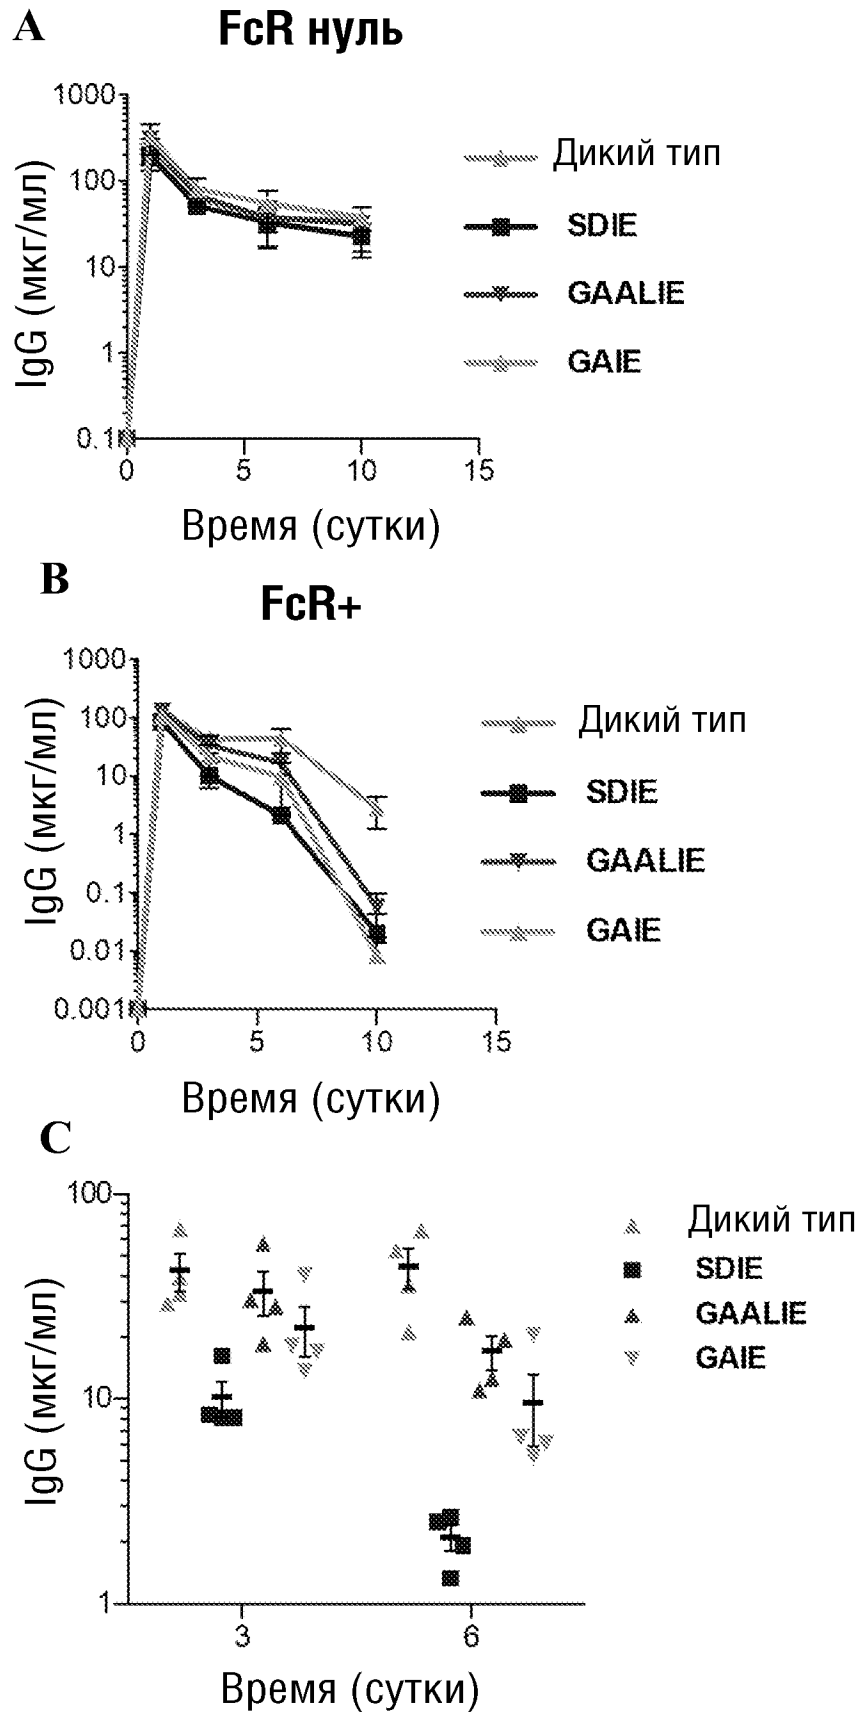 A
FcR нуль
IgG (мкг/мл)
1000
100
10
1
0.1
0 5 10 15
Время (сутки)
Дикий тип
SDIE
GAALIE
GAIE
B
FcR+
IgG (мкг/мл)
1000
100
10
1
0.1
0.01
0.001
0 5 10 15
Время (сутки)
Дикий тип
SDIE
GAALIE
GAIE
C
IgG (мкг/мл)
100
10
1
3 6
Время (сутки)
Дикий тип
SDIE
GAALIE
GAIE